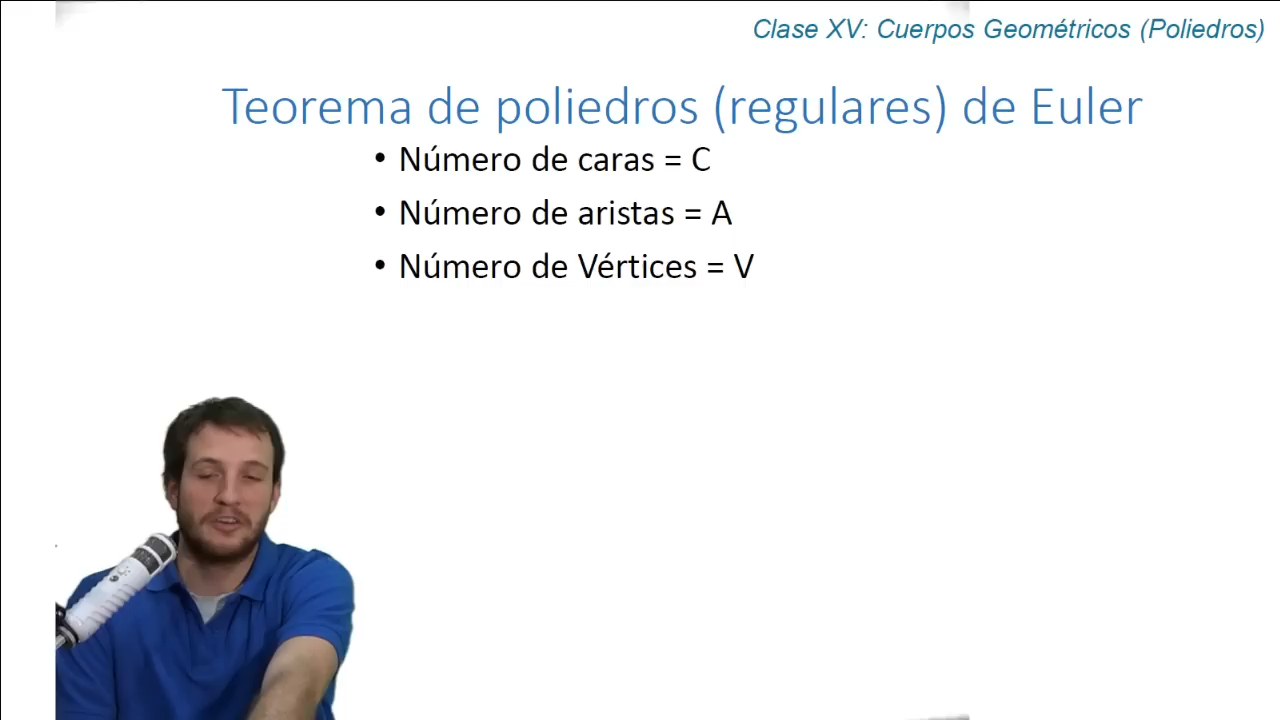 Clase XV: Cuerpos Geométricos (Poliedros)
Teorema de poliedros (regulares) de Euler
• Número de caras = C
• Número de aristas = A
• Número de Vértices = V